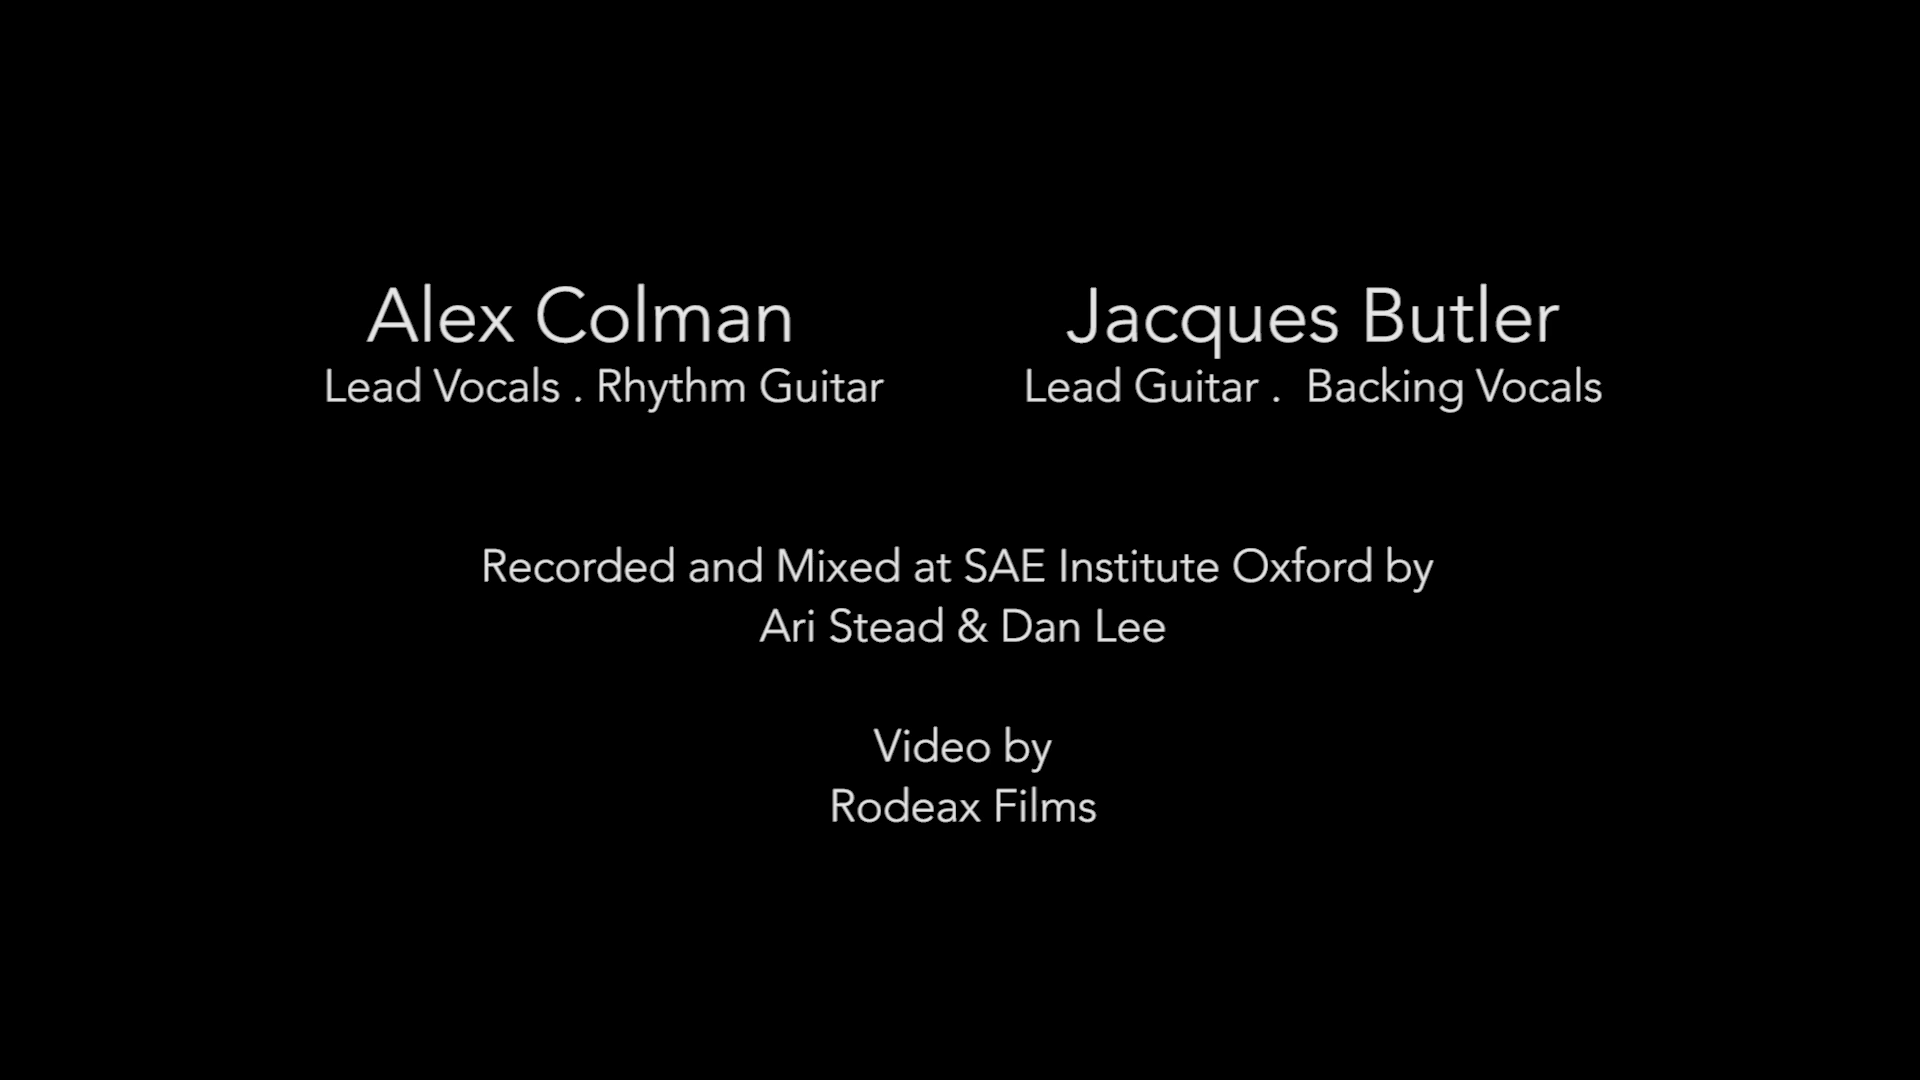 Alex Colman
Lead Vocals . Rhythm Guitar
Jacques Butler
Lead Guitar .  Backing Vocals
Recorded and Mixed at SAE Institute Oxford by
Ari Stead & Dan Lee
Video by
Rodeax Films